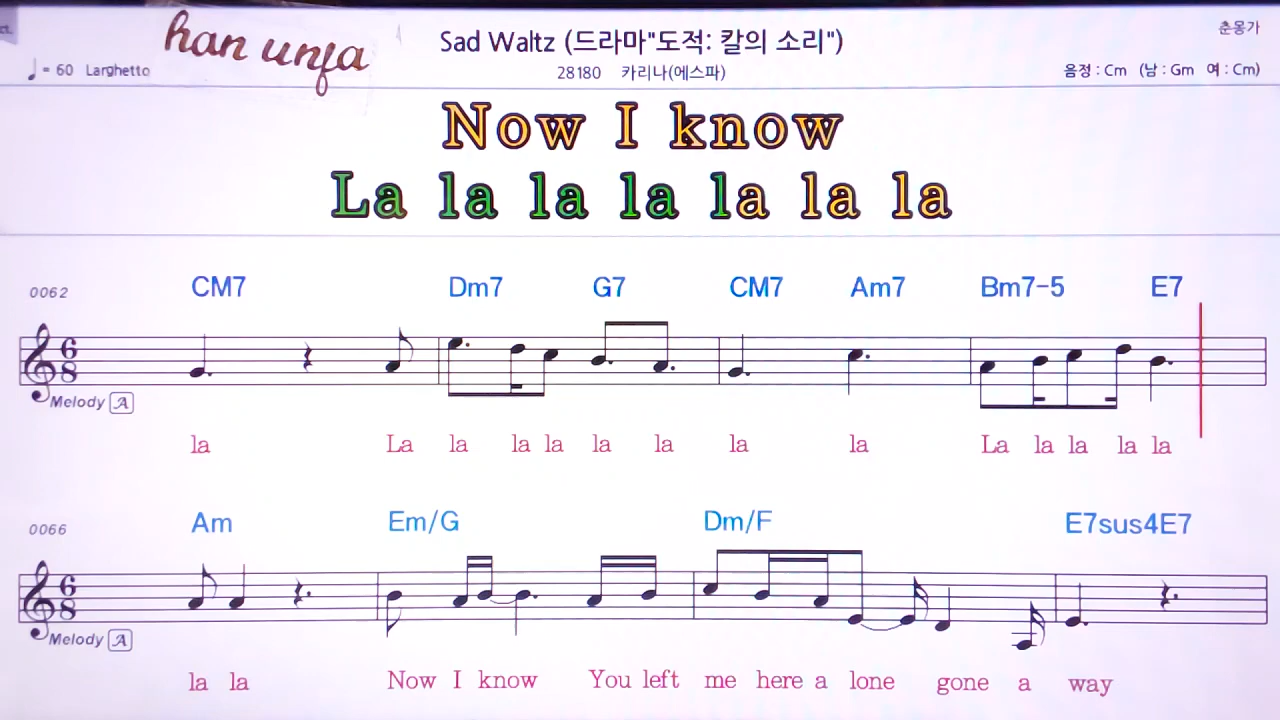 ct.
han unfa
Sad Waltz (드라마"도적: 칼의 소리")
춘몽가
♩= 60 Larghetto
28180 카리나(에스파)
음정 : Cm (남 : Gm 여 : Cm)
Now I know
La la la la la la la
0062 CM7 Dm7 G7 CM7 Am7 Bm7-5 E7
6 8
Melody A
la La la la la la la la la La la la la la
0066 Am Em/G Dm/F E7sus4E7
6 8
Melody A
la la Now I know You left me here a lone gone a way